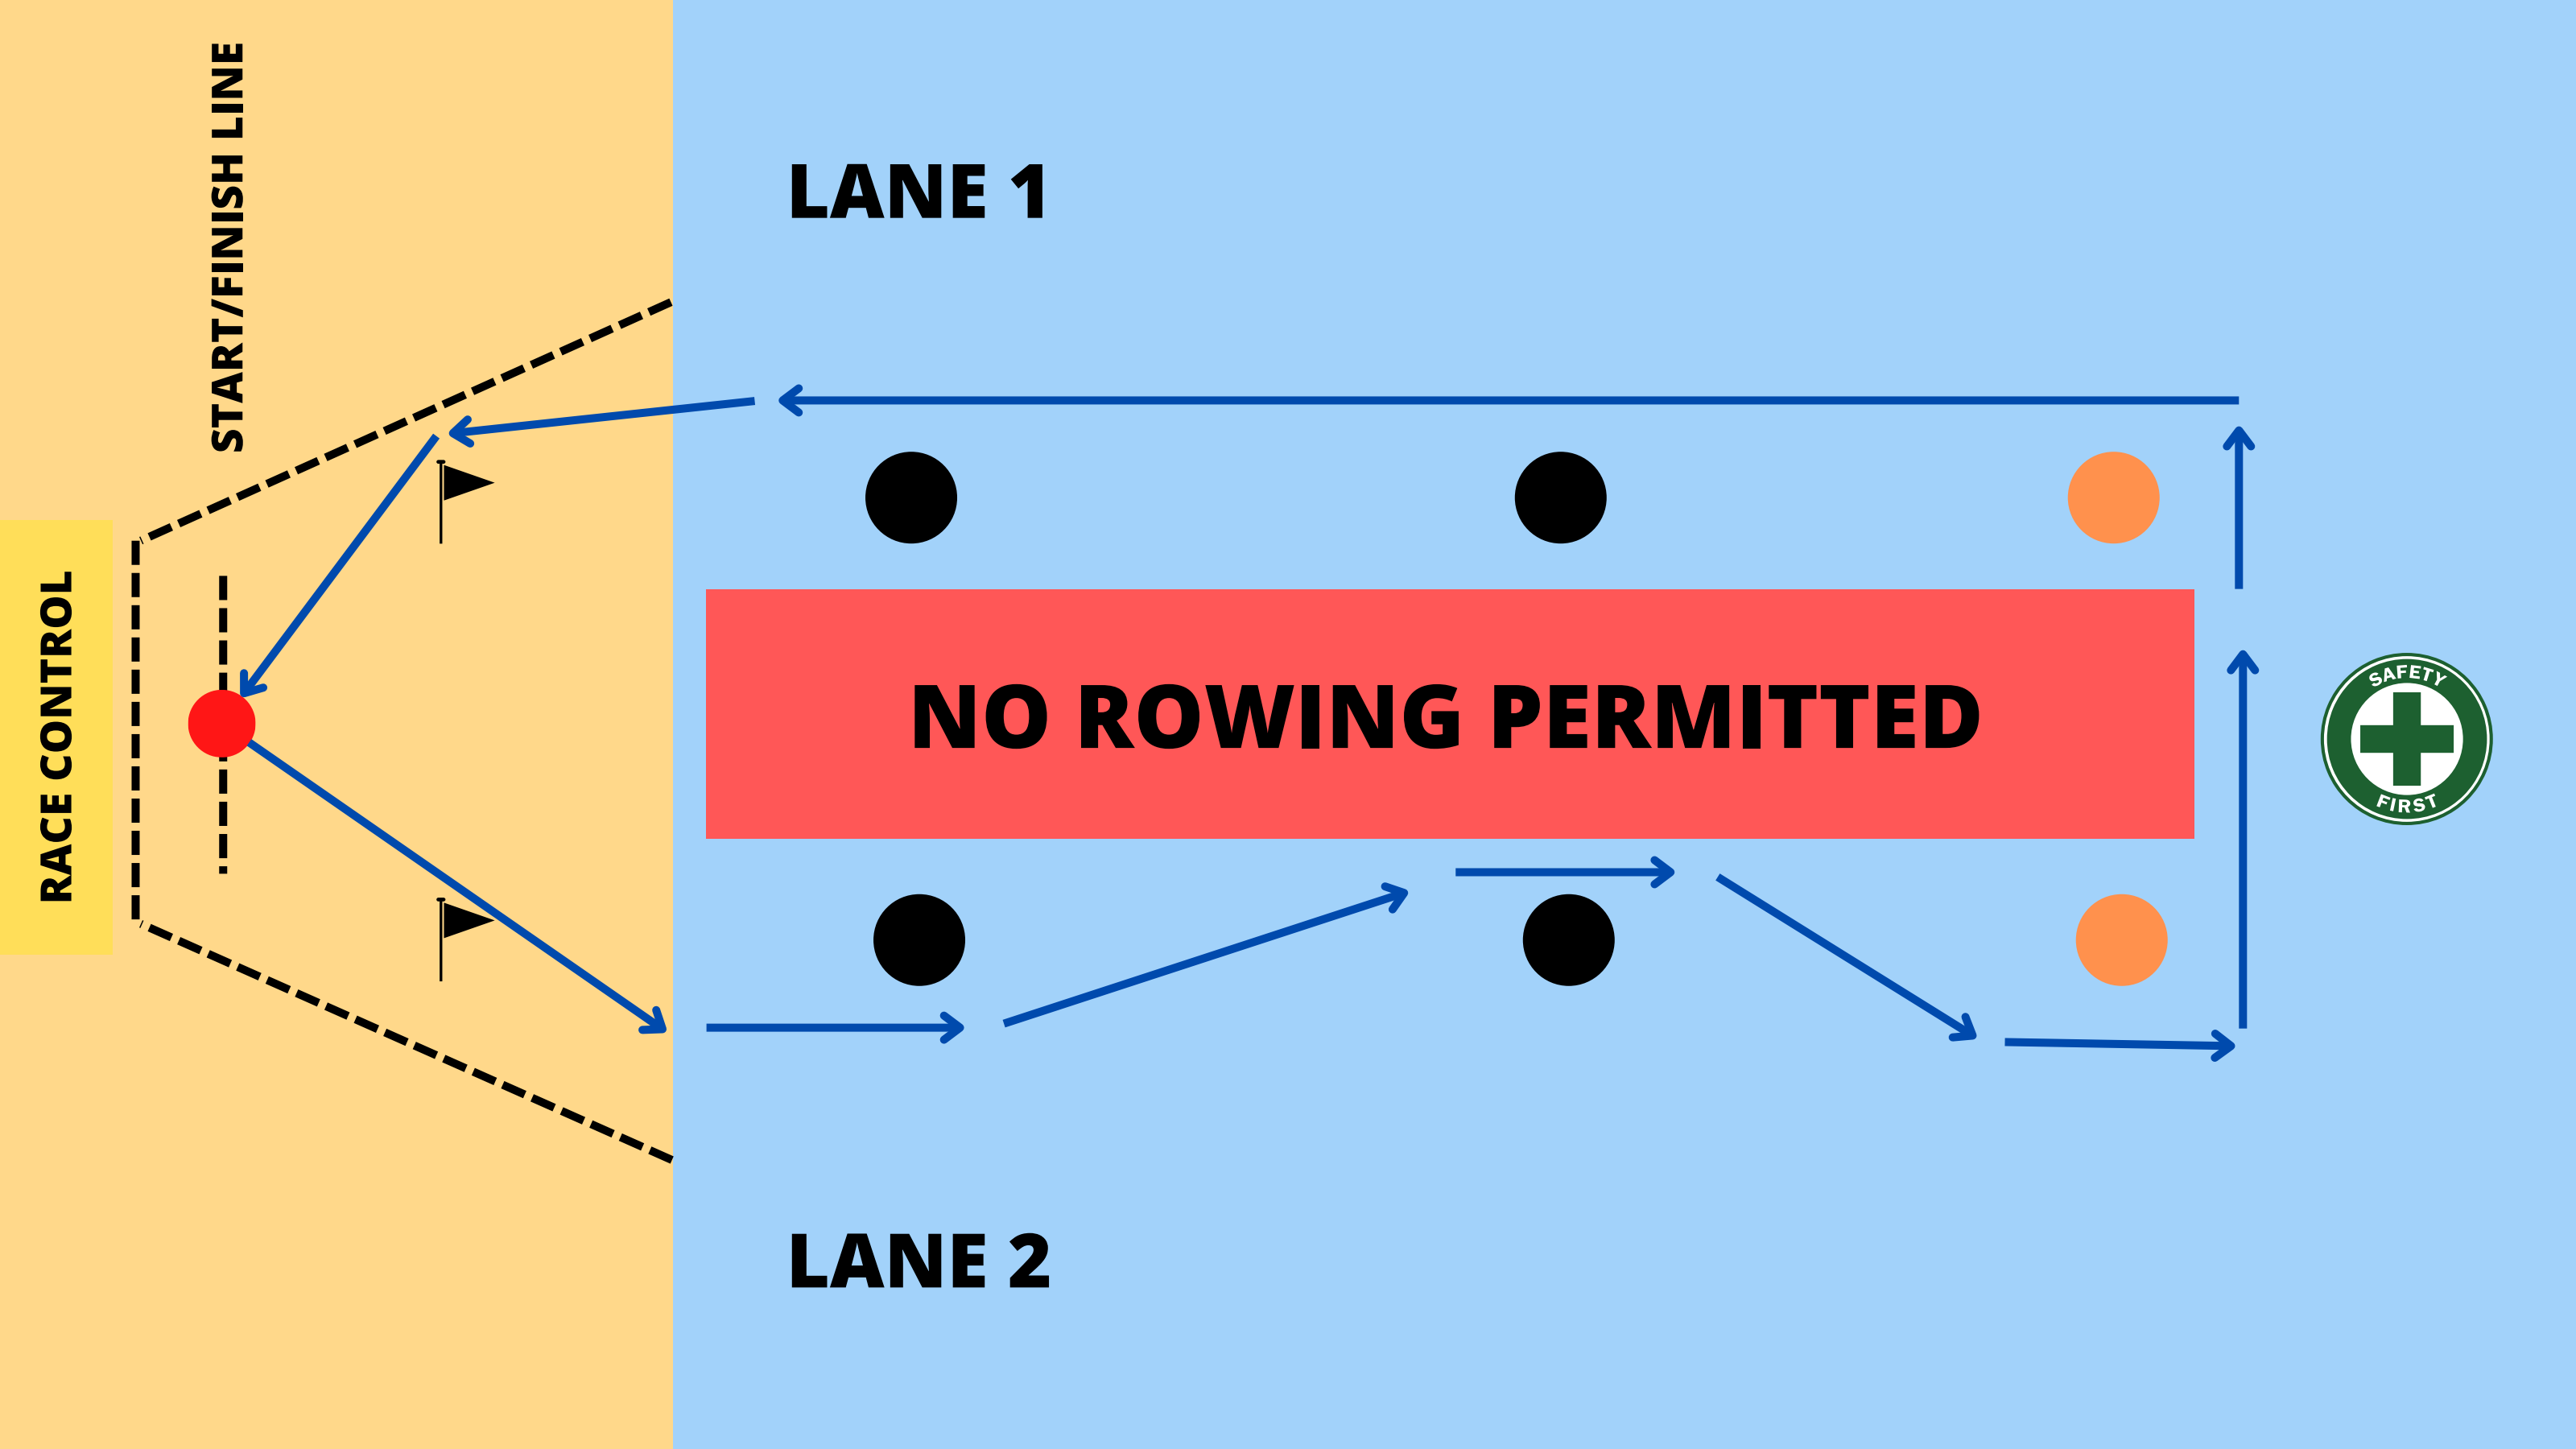 START/FINISH LINE
LANE 1
RACE CONTROL
NO ROWING PERMITTED
SAFETY
FIRST
LANE 2